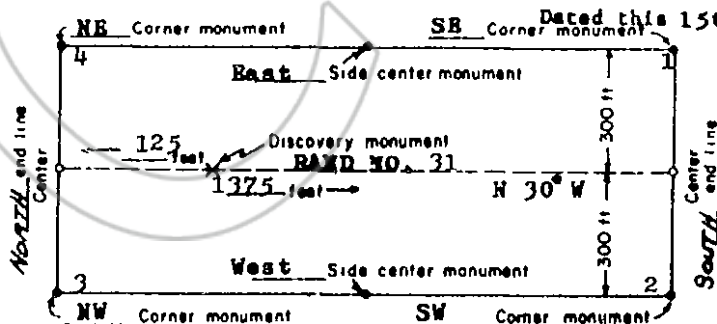 NE Corner monument SE Corner monument Dated this 15
4 1
East Side center monument
300 ft
NORTH end line
Center
125 feet Discovery monument
RAND NO. 31
1375 feet
N 30° W
Center
SOUTH end line
300 ft
West Side center monument
3 2
NW Corner monument SW Corner monument